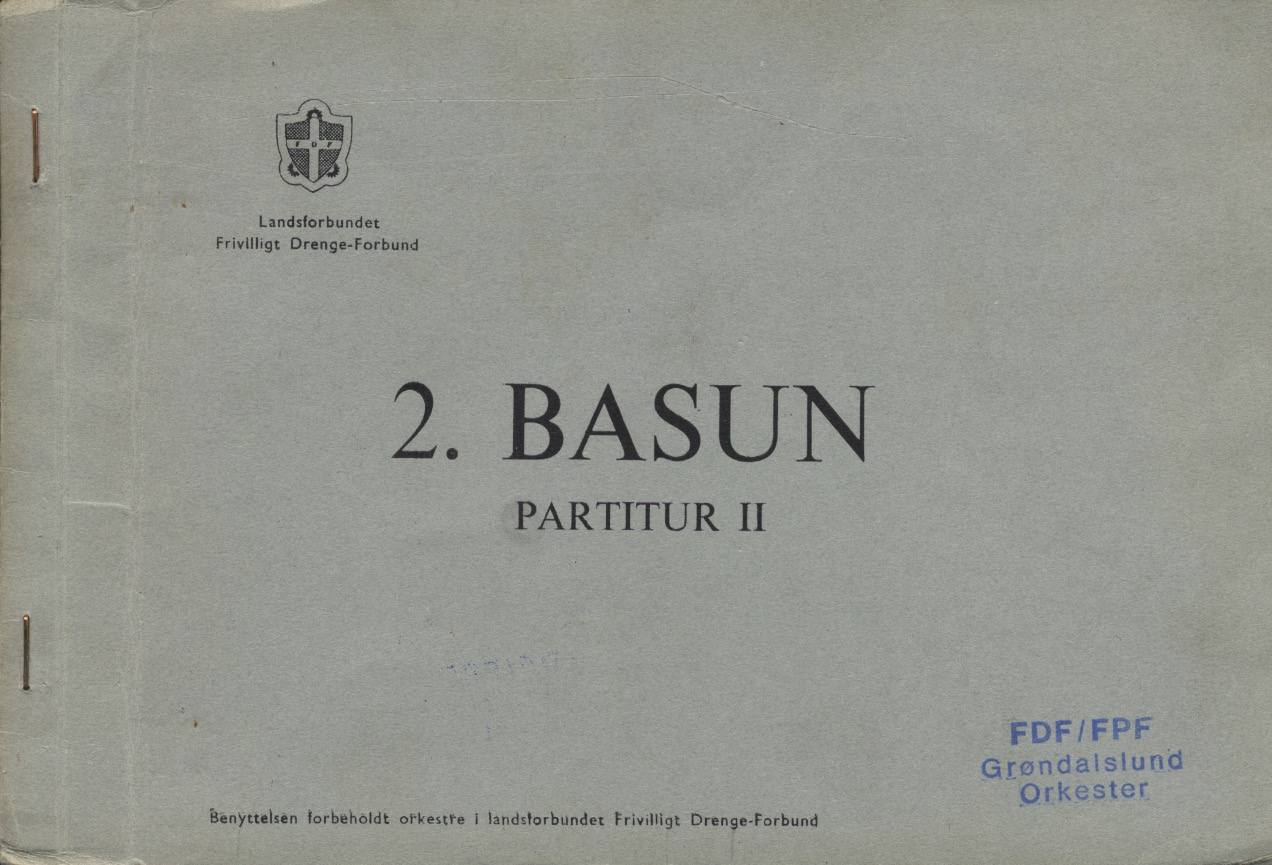 F D F
Landsforbundet
Frivilligt Drenge-Forbund
2. BASUN
PARTITUR II
FDF/FPF
Grøndalslund
Orkester
Benyttelsen forbeholdt orkestre i landsforbundet Frivilligt Drenge-Forbund